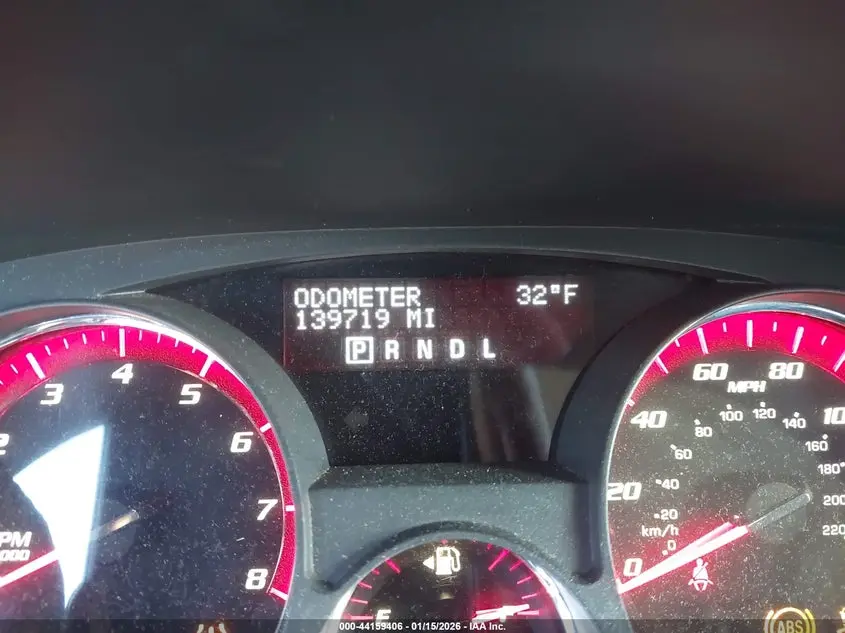 ODOMETER 32°F
139719 MI
P R N D L
2 3 4 5 6 7 8
PM
000
0 20 40 60 80 10
MPH
0 20 40 60 80 100 120 140 160 180 200 220
km/h
E
ABS
000-44159406 - 01/15/2026 - IAA Inc.